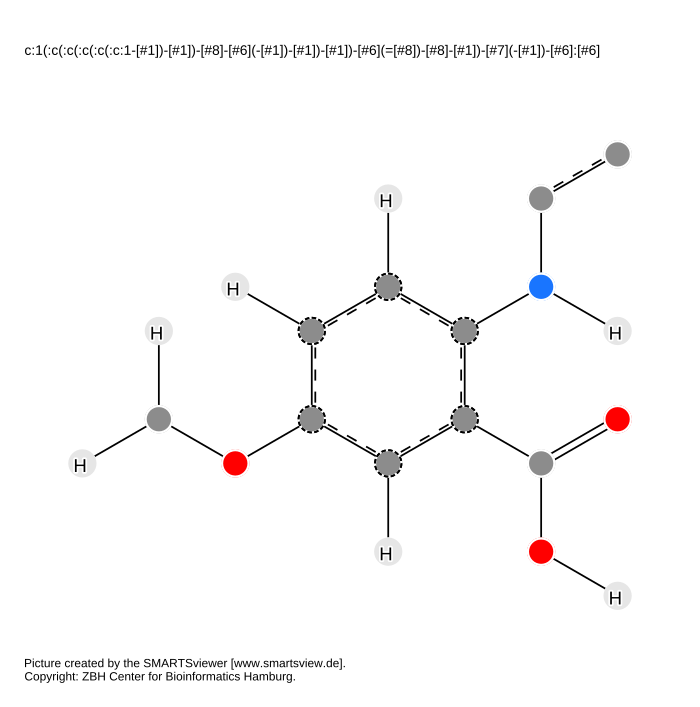 c:1(:c(:c(:c(:c(:c:1-[#1])-[#1])-[#8]-[#6](-[#1])-[#1])-[#1])-[#6](=[#8])-[#8]-[#1])-[#7](-[#1])-[#6]:[#6]
H
H
H
H
H
H
H
H
Picture created by the SMARTSviewer [www.smartsview.de].
Copyright: ZBH Center for Bioinformatics Hamburg.